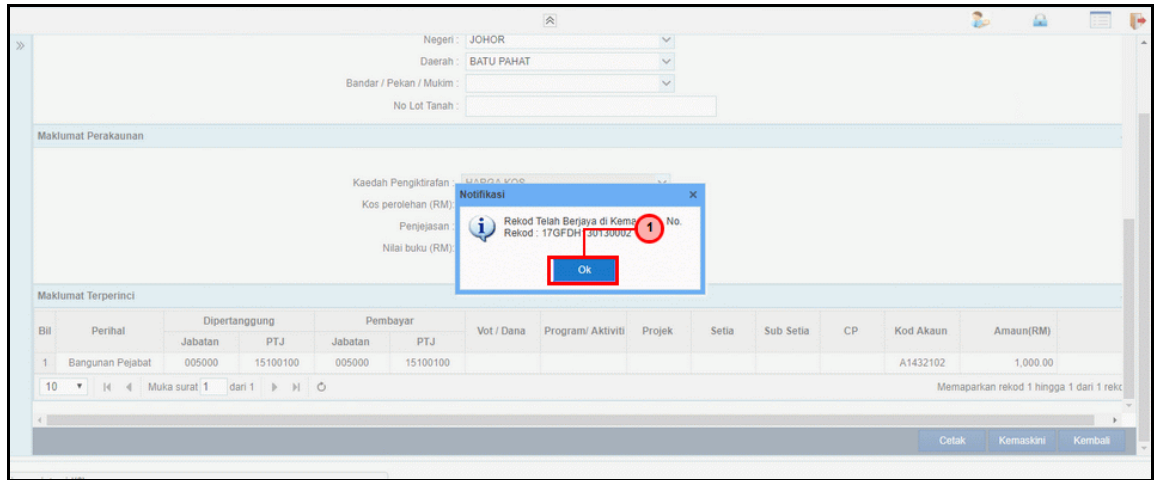 Negeri : JOHOR
Daerah : BATU PAHAT
Bandar / Pekan / Mukim :
No Lot Tanah :
Maklumat Perakaunan
Kaedah Pengiktirafan : HARGA KOS
Kos perolehan (RM):
Penjejasan :
Nilai buku (RM):
Notifikasi
Rekod Telah Berjaya di No.
Rekod : 17GFDH130130002
1
Ok
Maklumat Terperinci
Bil Perihal Dipertanggung Pembayar Vot / Dana Program/ Aktiviti Projek Setia Sub Setia CP Kod Akaun Amaun(RM)
Jabatan PTJ Jabatan PTJ
1 Bangunan Pejabat 005000 15100100 005000 15100100 A1432102 1,000.00
10 Muka surat 1 dari 1 Memaparkan rekod 1 hingga 1 dari 1
Cetak Kemaskini Kembali